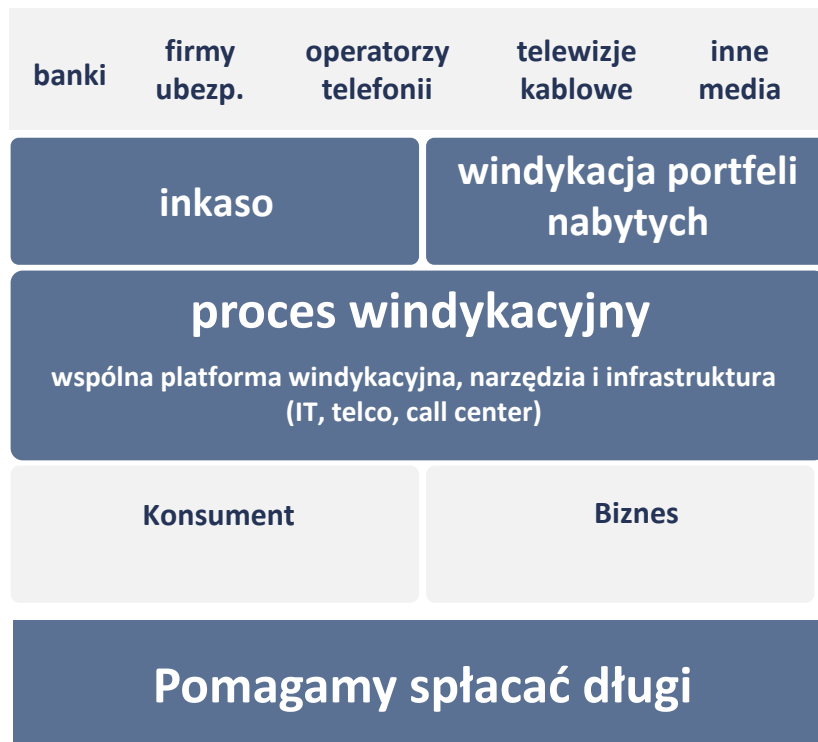 banki
firmy
ubezp.
operatorzy
telefonii
telewizje
kablowe
inne
media
inkaso
windykacja portfeli
nabytych
proces windykacyjny
wspólna platforma windykacyjna, narzędzia i infrastruktura
(IT, telco, call center)
Konsument
Biznes
Pomagamy spłacać długi